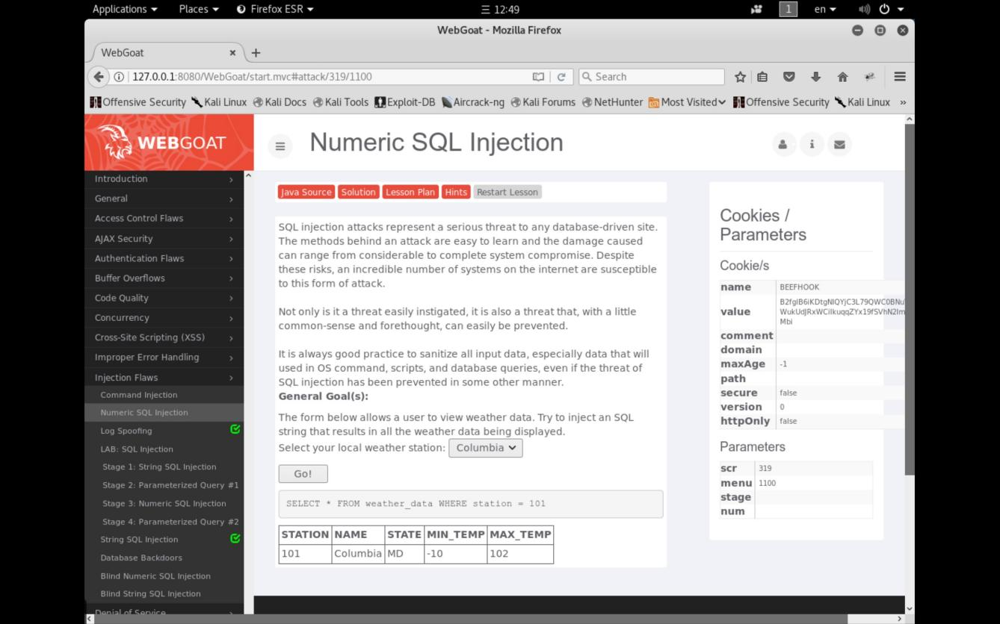 Applications Places Firefox ESR 三 12:49 1 en
WebGoat - Mozilla Firefox
WebGoat
127.0.0.1:8080/WebGoat/start.mvc#attack/319/1100 Search
Offensive Security Kali Linux Kali Docs Kali Tools Exploit-DB Aircrack-ng Kali Forums NetHunter Most Visited Offensive Security Kali Linux »
WEBGOAT
Introduction
General
Access Control Flaws
AJAX Security
Authentication Flaws
Buffer Overflows
Code Quality
Concurrency
Cross-Site Scripting (XSS)
Improper Error Handling
Injection Flaws
Command Injection
Numeric SQL Injection
Log Spoofing
LAB: SQL Injection
Stage 1: String SQL Injection
Stage 2: Parameterized Query #1
Stage 3: Numeric SQL Injection
Stage 4: Parameterized Query #2
String SQL Injection
Database Backdoors
Blind Numeric SQL Injection
Blind String SQL Injection
Denial of Service
Numeric SQL Injection
Java Source Solution Lesson Plan Hints Restart Lesson
SQL injection attacks represent a serious threat to any database-driven site.
The methods behind an attack are easy to learn and the damage caused
can range from considerable to complete system compromise. Despite
these risks, an incredible number of systems on the internet are susceptible
to this form of attack.
Not only is it a threat easily instigated, it is also a threat that, with a little
common-sense and forethought, can easily be prevented.
It is always good practice to sanitize all input data, especially data that will
used in OS command, scripts, and database queries, even if the threat of
SQL injection has been prevented in some other manner.
General Goal(s):
The form below allows a user to view weather data. Try to inject an SQL
string that results in all the weather data being displayed.
Select your local weather station: Columbia
Go!
SELECT * FROM weather_data WHERE station = 101
STATION NAME STATE MIN_TEMP MAX_TEMP
101 Columbia MD -10 102
Cookies /
Parameters
Cookie/s
name BEEFHOOK
value
Mbi
comment
domain
maxAge -1
path
secure false
version 0
httpOnly false
Parameters
scr 319
menu 1100
stage
num